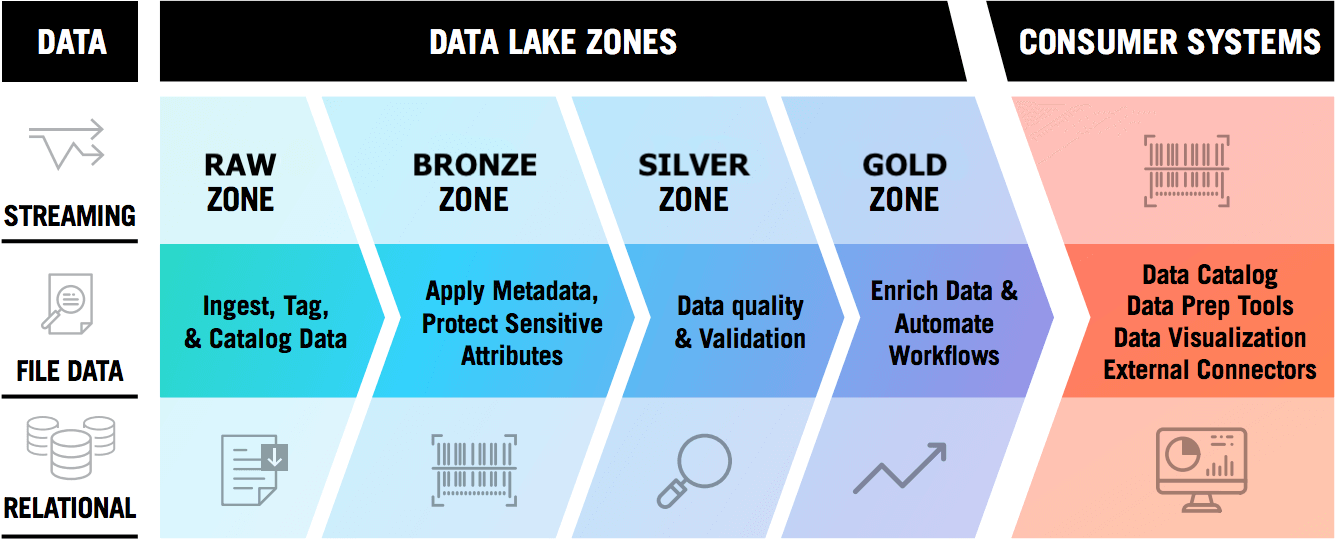 DATA
DATA LAKE ZONES
CONSUMER SYSTEMS
STREAMING
FILE DATA
RELATIONAL
RAW
ZONE
Ingest, Tag,
& Catalog Data
BRONZE
ZONE
Apply Metadata,
Protect Sensitive
Attributes
SILVER
ZONE
Data quality
& Validation
GOLD
ZONE
Enrich Data &
Automate
Workflows
Data Catalog
Data Prep Tools
Data Visualization
External Connectors